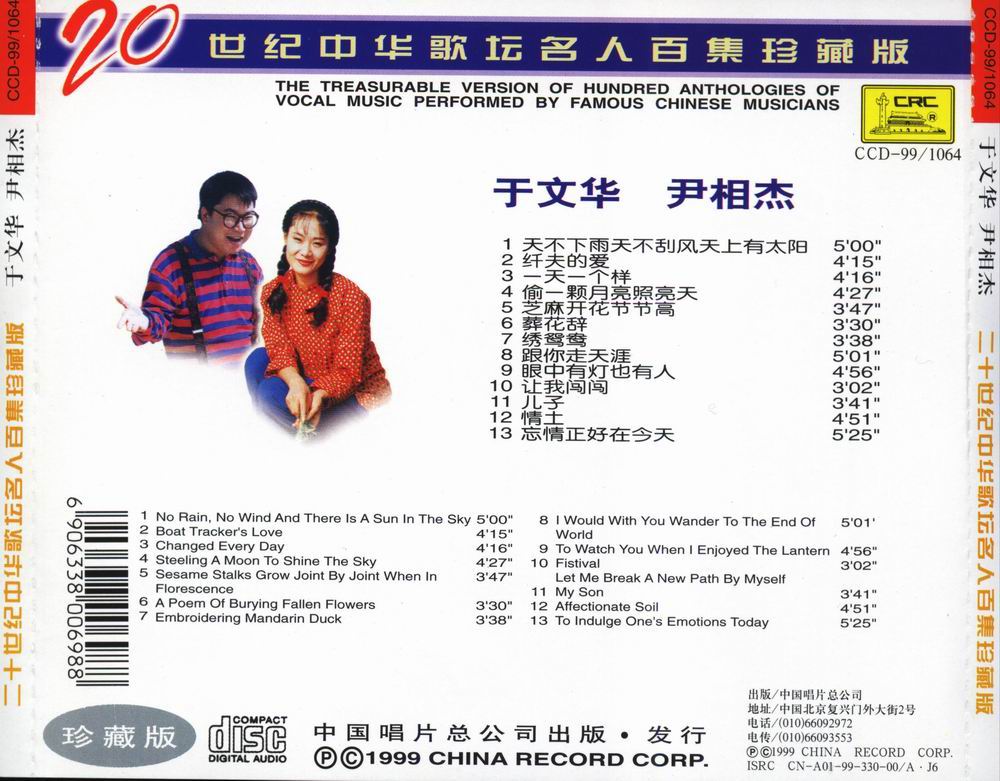 CCD-99/1064
于文华 尹相杰
二十世纪中华歌坛名人百集珍藏版
20世纪中华歌坛名人百集珍藏版
THE TREASURABLE VERSION OF HUNDRED ANTHOLOGIES OF
VOCAL MUSIC PERFORMED BY FAMOUS CHINESE MUSICIANS
CRC
®
CCD-99/1064
于文华 尹相杰
1 天不下雨天不刮风天上有太阳 5'00"
2 纤夫的爱 4'15"
3 一天一个样 4'16"
4 偷一颗月亮照亮天 4'27"
5 芝麻开花节节高 3'47"
6 葬花辞 3'30"
7 绣鸳鸯 3'38"
8 跟你走天涯 5'01"
9 眼中有灯也有人 4'56"
10 让我闯闯 3'02"
11 儿子 3'41"
12 情土 4'51"
13 忘情正好在今天 5'25"
6906338006988
1 No Rain, No Wind And There Is A Sun In The Sky 5'00"
2 Boat Tracker's Love 4'15"
3 Changed Every Day 4'16"
4 Steeling A Moon To Shine The Sky 4'27"
5 Sesame Stalks Grow Joint By Joint When In 3'47"
Florescence
6 A Poem Of Burying Fallen Flowers 3'30"
7 Embroidering Mandarin Duck 3'38"
8 I Would With You Wander To The End Of 5'01'
World
9 To Watch You When I Enjoyed The Lantern 4'56"
10 Fistival 3'02"
Let Me Break A New Path By Myself
11 My Son 3'41"
12 Affectionate Soil 4'51"
13 To Indulge One's Emotions Today 5'25"
珍藏版
COMPACT
disc
DIGITAL AUDIO
中国唱片总公司出版·发行
ⓅⒸ1999 CHINA RECORD CORP.
出版/中国唱片总公司
地址/中国北京复兴门外大街2号
电话/(010)66092972
电传/(010)66093553
ⓅⒸ1999 CHINA RECORD CORP.
ISRC CN-A01-99-330-00/A·J6
CCD-99/1064
于文华 尹相杰
二十世纪中华歌坛名人百集珍藏版